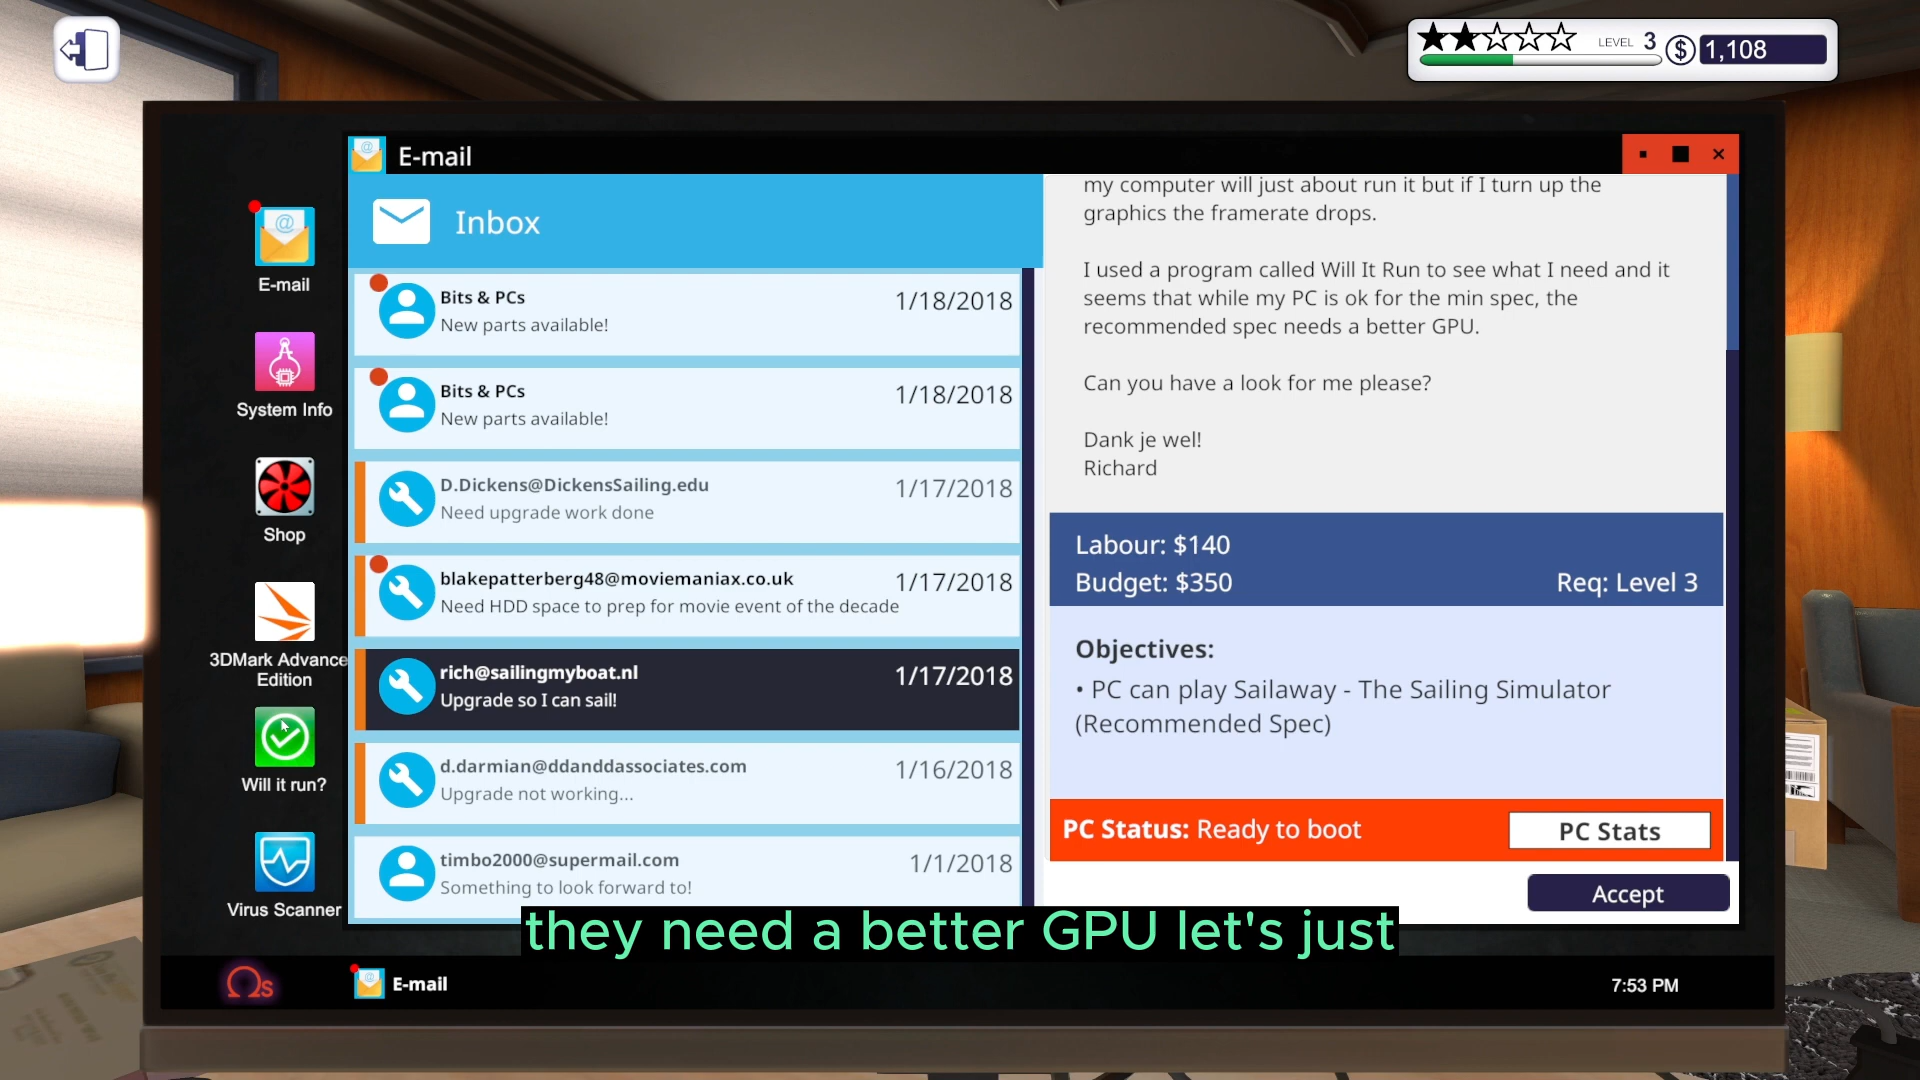 LEVEL 3
$ 1,108
E-mail
Inbox
Bits & PCs
1/18/2018
New parts available!
Bits & PCs
1/18/2018
New parts available!
D.Dickens@DickensSailing.edu
1/17/2018
Need upgrade work done
blakepatterberg48@moviemaniax.co.uk
1/17/2018
Need HDD space to prep for movie event of the decade
rich@sailingmyboat.nl
1/17/2018
Upgrade so I can sail!
d.darmian@ddanddassociates.com
1/16/2018
Upgrade not working...
timbo2000@supermail.com
1/1/2018
Something to look forward to!
my computer will just about run it but if I turn up the
graphics the framerate drops.
I used a program called Will It Run to see what I need and it
seems that while my PC is ok for the min spec, the
recommended spec needs a better GPU.
Can you have a look for me please?
Dank je wel!
Richard
Labour: $140
Budget: $350
Req: Level 3
Objectives:
• PC can play Sailaway - The Sailing Simulator
(Recommended Spec)
PC Status: Ready to boot
PC Stats
Accept
E-mail
System Info
Shop
3DMark Advance
Edition
Will it run?
Virus Scanner
they need a better GPU let's just
Ωs
E-mail
7:53 PM